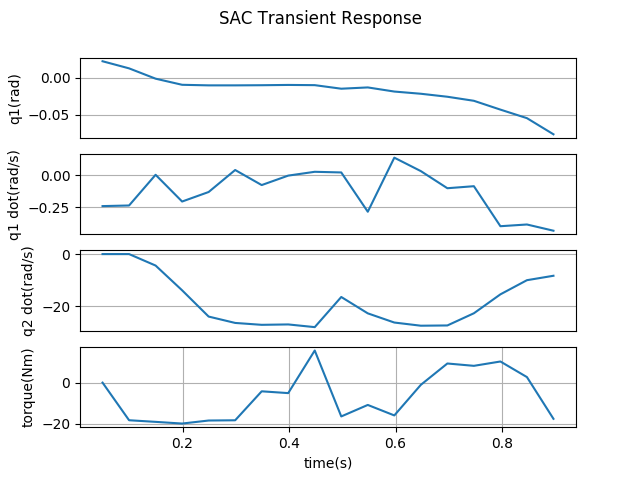 SAC Transient Response
q1(rad)
0.00
−0.05
q1 dot(rad/s)
0.00
−0.25
q2 dot(rad/s)
0
−20
torque(Nm)
0
−20
0.2 0.4 0.6 0.8
time(s)